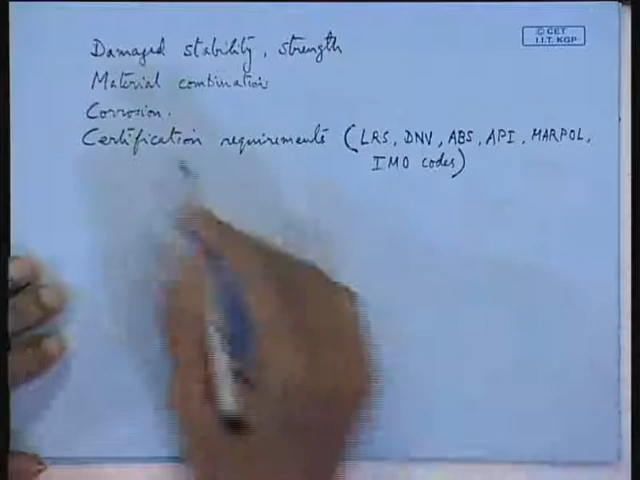 © CET
I.I.T. KGP
Damaged stability, strength
Material combination
Corrosion.
Certification requirements (LRS, DNV, ABS, API, MARPOL,
IMO codes)